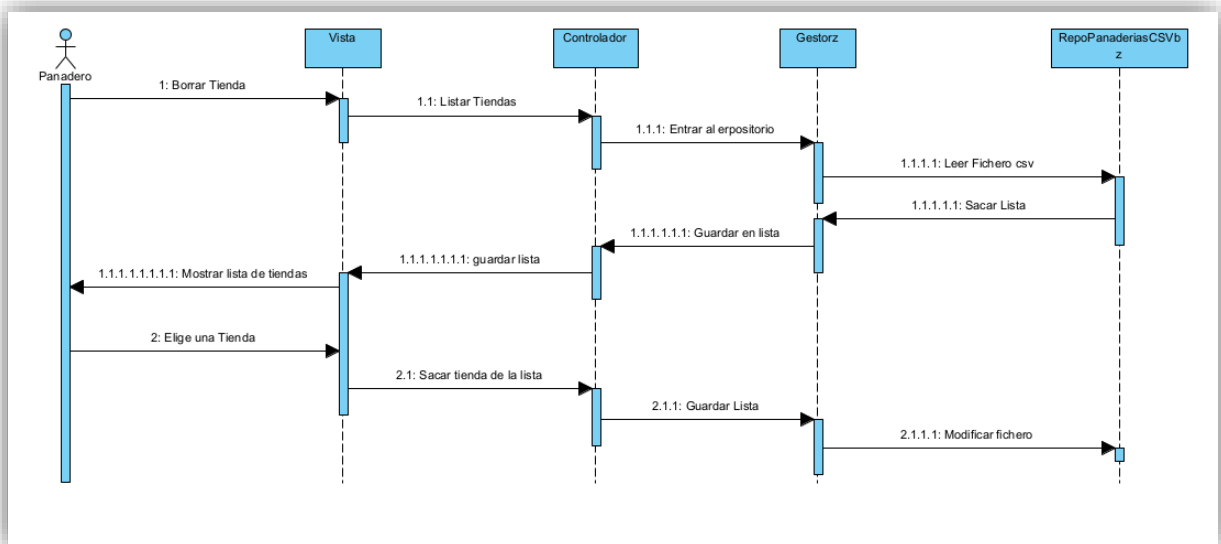 Vista
Controlador
Gestorz
RepoPanaderiasCSVb
z
Panadero
1: Borrar Tienda
1.1: Listar Tiendas
1.1.1: Entrar al erpositorio
1.1.1.1: Leer Fichero csv
1.1.1.1.1: Sacar Lista
1.1.1.1.1.1: Guardar en lista
1.1.1.1.1.1.1: guardar lista
1.1.1.1.1.1.1.1: Mostrar lista de tiendas
2: Elige una Tienda
2.1: Sacar tienda de la lista
2.1.1: Guardar Lista
2.1.1.1: Modificar fichero